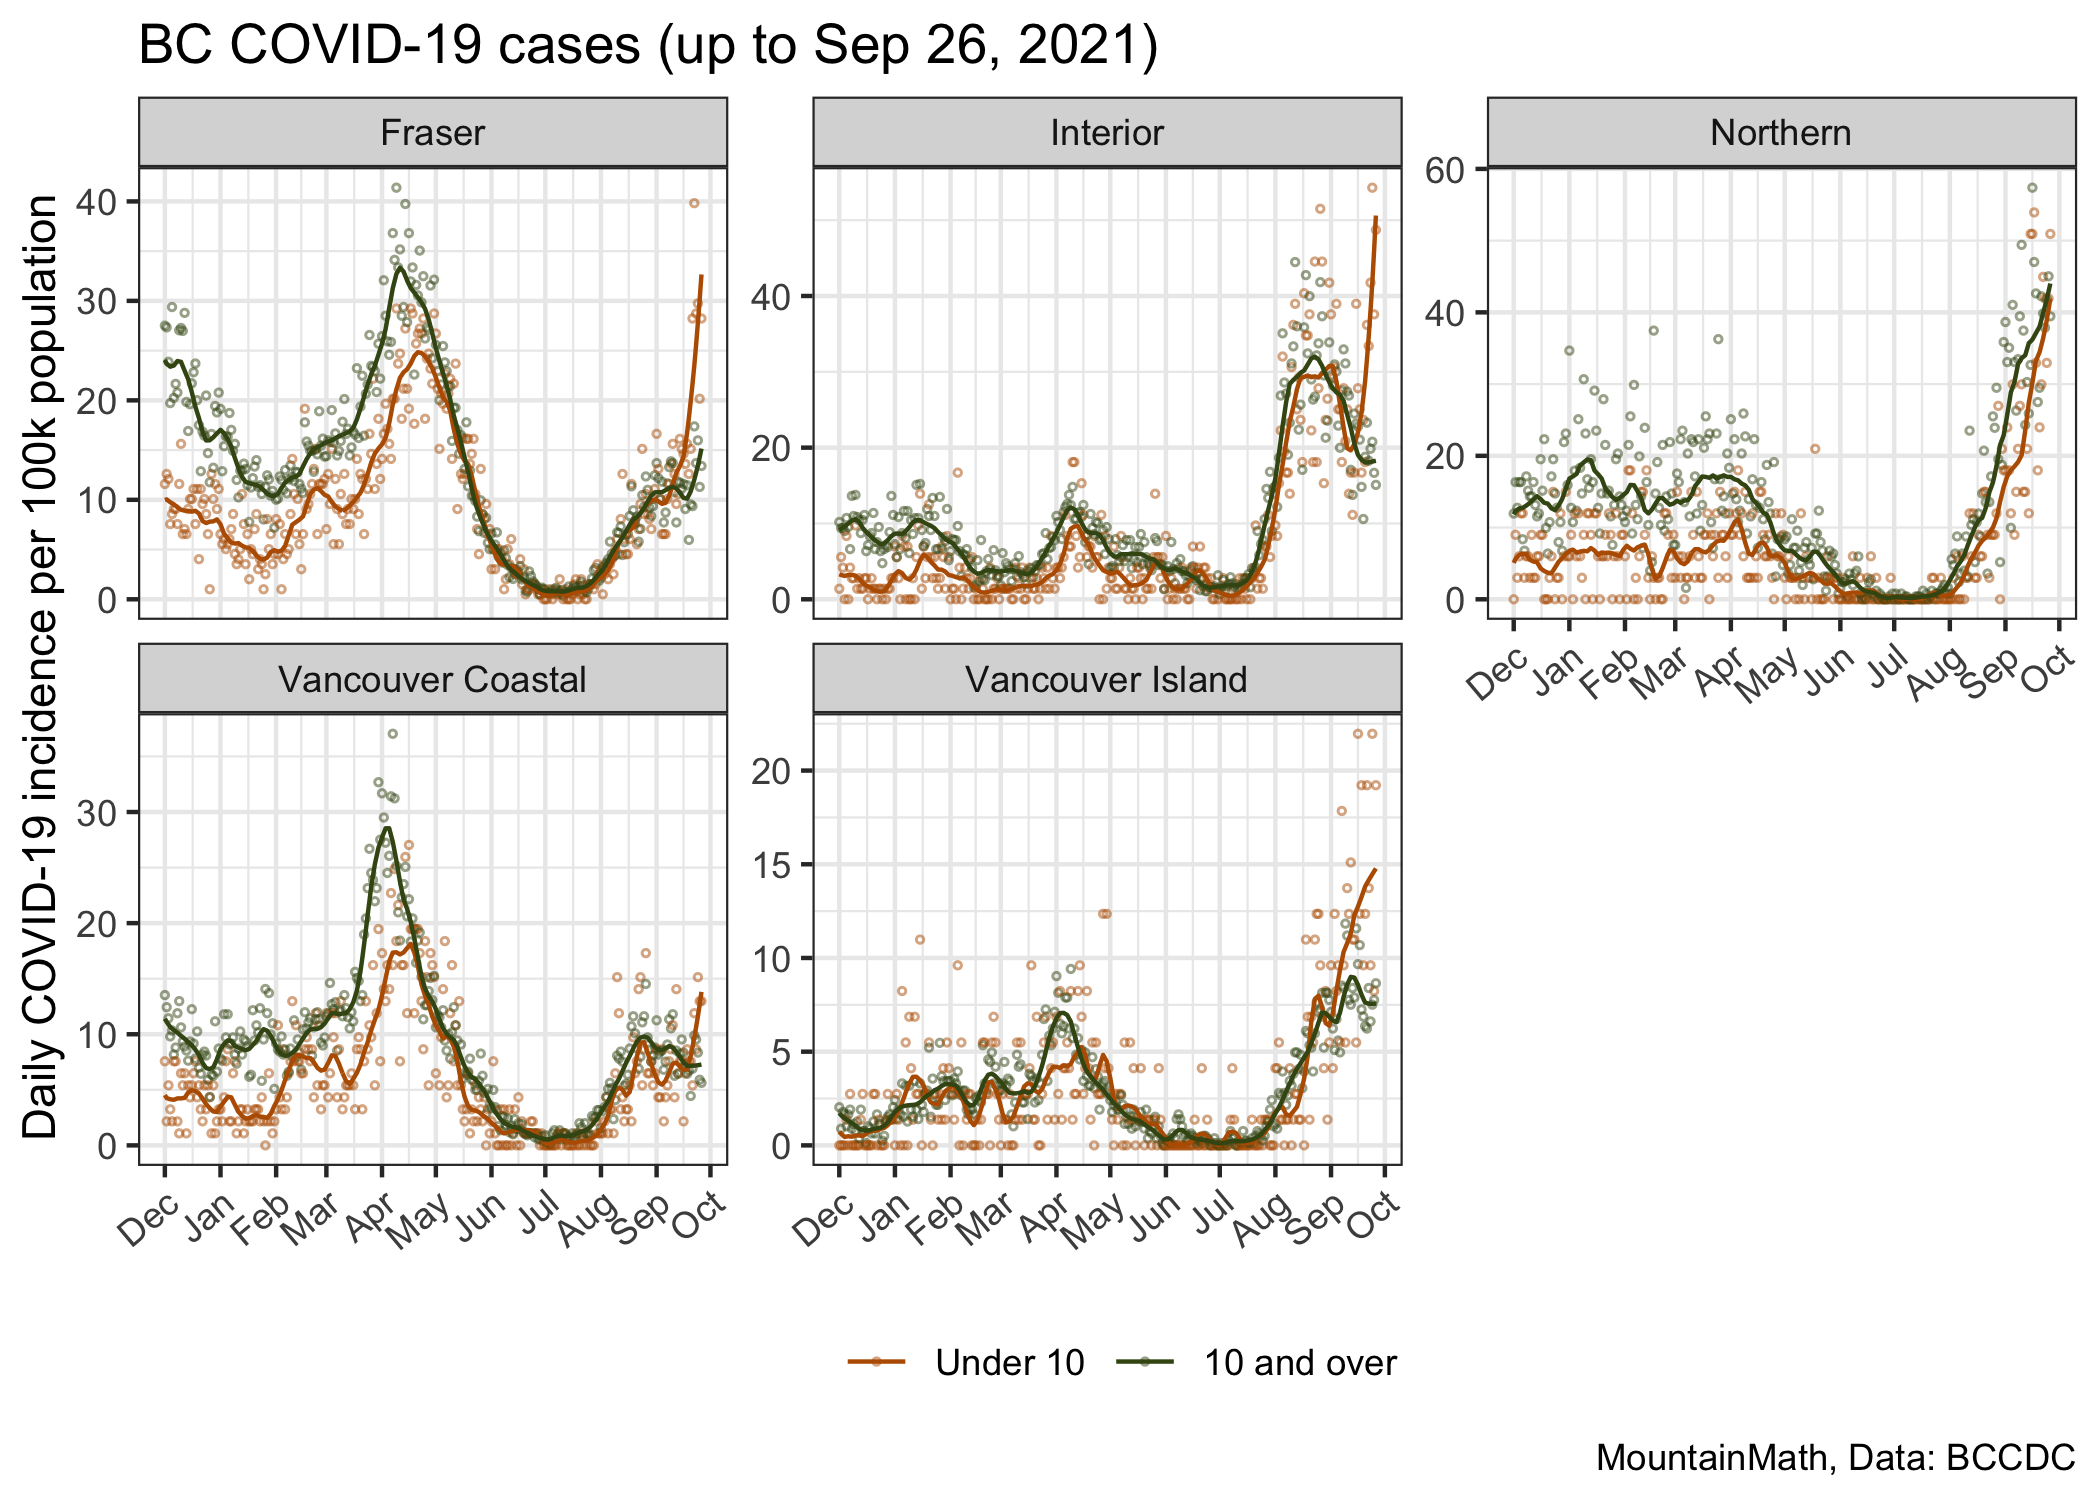 BC COVID-19 cases (up to Sep 26, 2021)
Daily COVID-19 incidence per 100k population
Fraser
40
30
20
10
0
Interior
40
20
0
Northern
60
40
20
0
Dec Jan Feb Mar Apr May Jun Jul Aug Sep Oct
Vancouver Coastal
30
20
10
0
Dec Jan Feb Mar Apr May Jun Jul Aug Sep Oct
Vancouver Island
20
15
10
5
0
Dec Jan Feb Mar Apr May Jun Jul Aug Sep Oct
Under 10 10 and over
MountainMath, Data: BCCDC